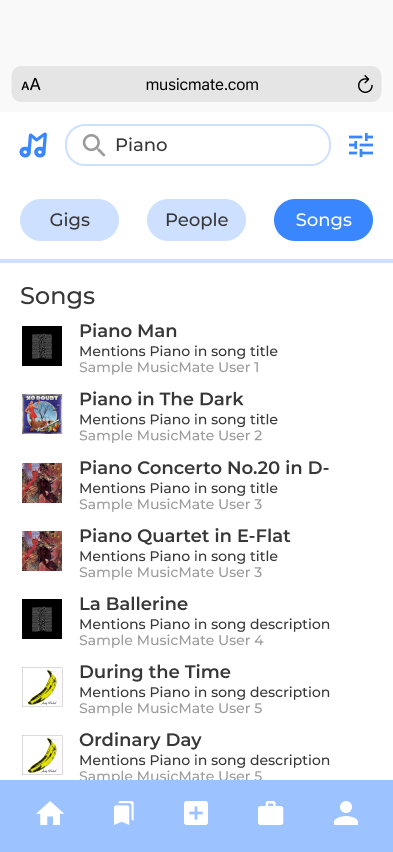 AA musicmate.com
Piano
Gigs People Songs
Songs
Piano Man
Mentions Piano in song title
Sample MusicMate User 1
NO DOUBT
Piano in The Dark
Mentions Piano in song title
Sample MusicMate User 2
Piano Concerto No.20 in D-
Mentions Piano in song title
Sample MusicMate User 3
Piano Quartet in E-Flat
Mentions Piano in song title
Sample MusicMate User 3
La Ballerine
Mentions Piano in song description
Sample MusicMate User 4
During the Time
Mentions Piano in song description
Sample MusicMate User 5
Ordinary Day
Mentions Piano in song description
Sample MusicMate User 5